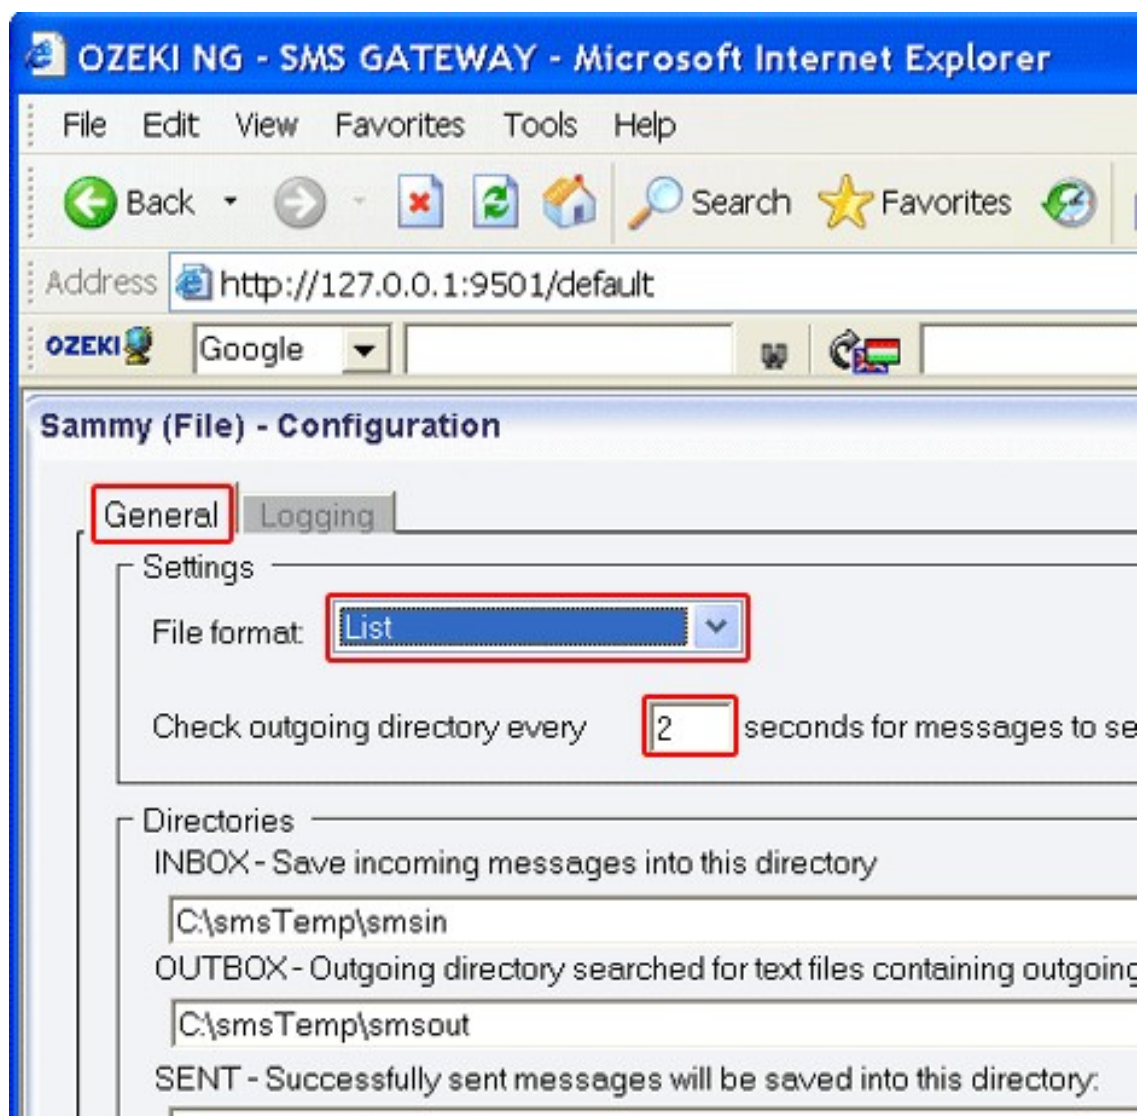 OZEKI NG - SMS GATEWAY - Microsoft Internet Explorer
File Edit View Favorites Tools Help
Back Search Favorites
Address http://127.0.0.1:9501/default
OZEKI Google
Sammy (File) - Configuration
General Logging
Settings
File format: List
Check outgoing directory every 2 seconds for messages to se
Directories
INBOX - Save incoming messages into this directory
C:\smsTemp\smsin
OUTBOX - Outgoing directory searched for text files containing outgoing
C:\smsTemp\smsout
SENT - Successfully sent messages will be saved into this directory: